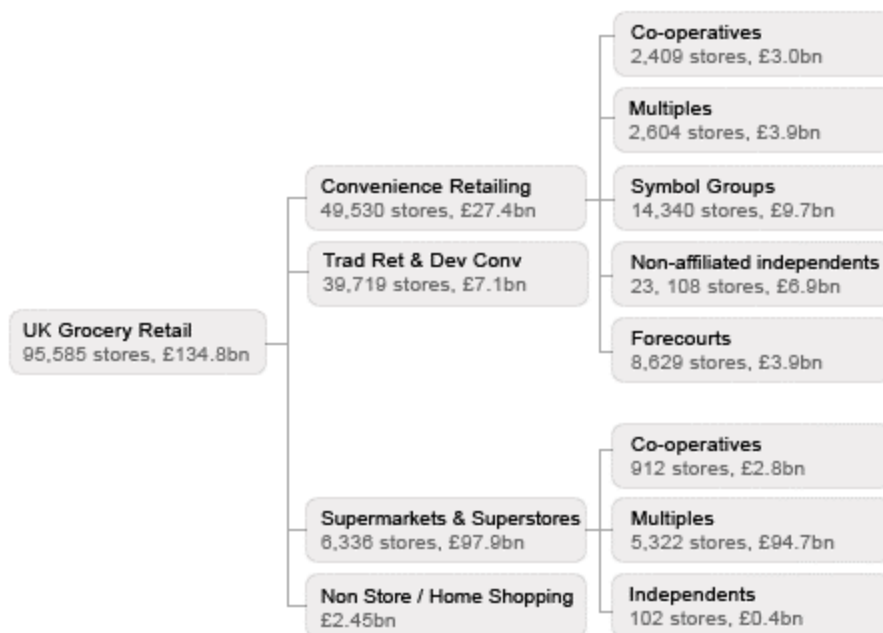 UK Grocery Retail
95,585 stores, £134.8bn
Convenience Retailing
49,530 stores, £27.4bn
Trad Ret & Dev Conv
39,719 stores, £7.1bn
Supermarkets & Superstores
6,336 stores, £97.9bn
Non Store / Home Shopping
£2.45bn
Co-operatives
2,409 stores, £3.0bn
Multiples
2,604 stores, £3.9bn
Symbol Groups
14,340 stores, £9.7bn
Non-affiliated independents
23, 108 stores, £6.9bn
Forecourts
8,629 stores, £3.9bn
Co-operatives
912 stores, £2.8bn
Multiples
5,322 stores, £94.7bn
Independents
102 stores, £0.4bn